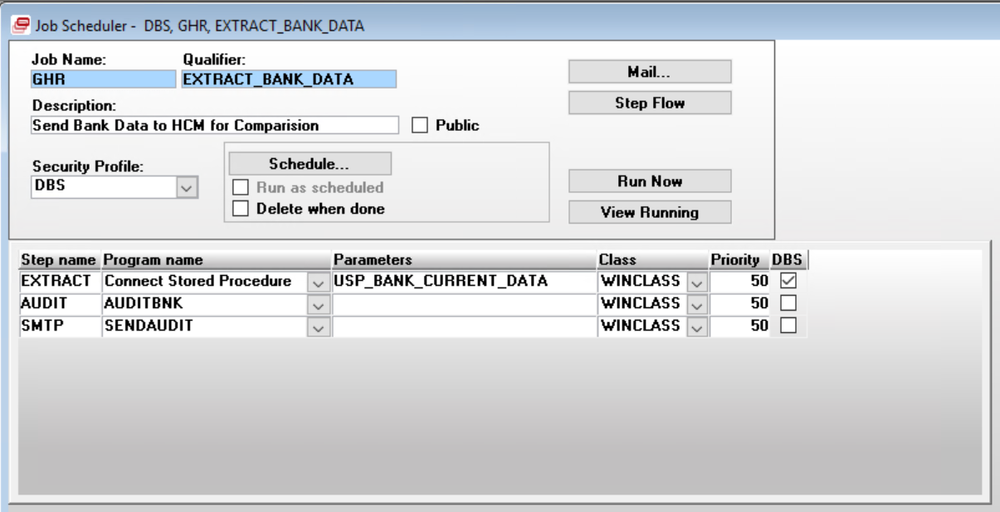 Job Scheduler - DBS, GHR, EXTRACT_BANK_DATA
Job Name: Qualifier:
GHR EXTRACT_BANK_DATA
Mail...
Description:
Step Flow
Send Bank Data to HCM for Comparision Public
Security Profile:
DBS
Schedule...
Run as scheduled
Delete when done
Run Now
View Running
Step name Program name Parameters Class Priority DBS
EXTRACT Connect Stored Procedure USP_BANK_CURRENT_DATA WINCLASS 50
AUDIT AUDITBNK WINCLASS 50
SMTP SENDAUDIT WINCLASS 50